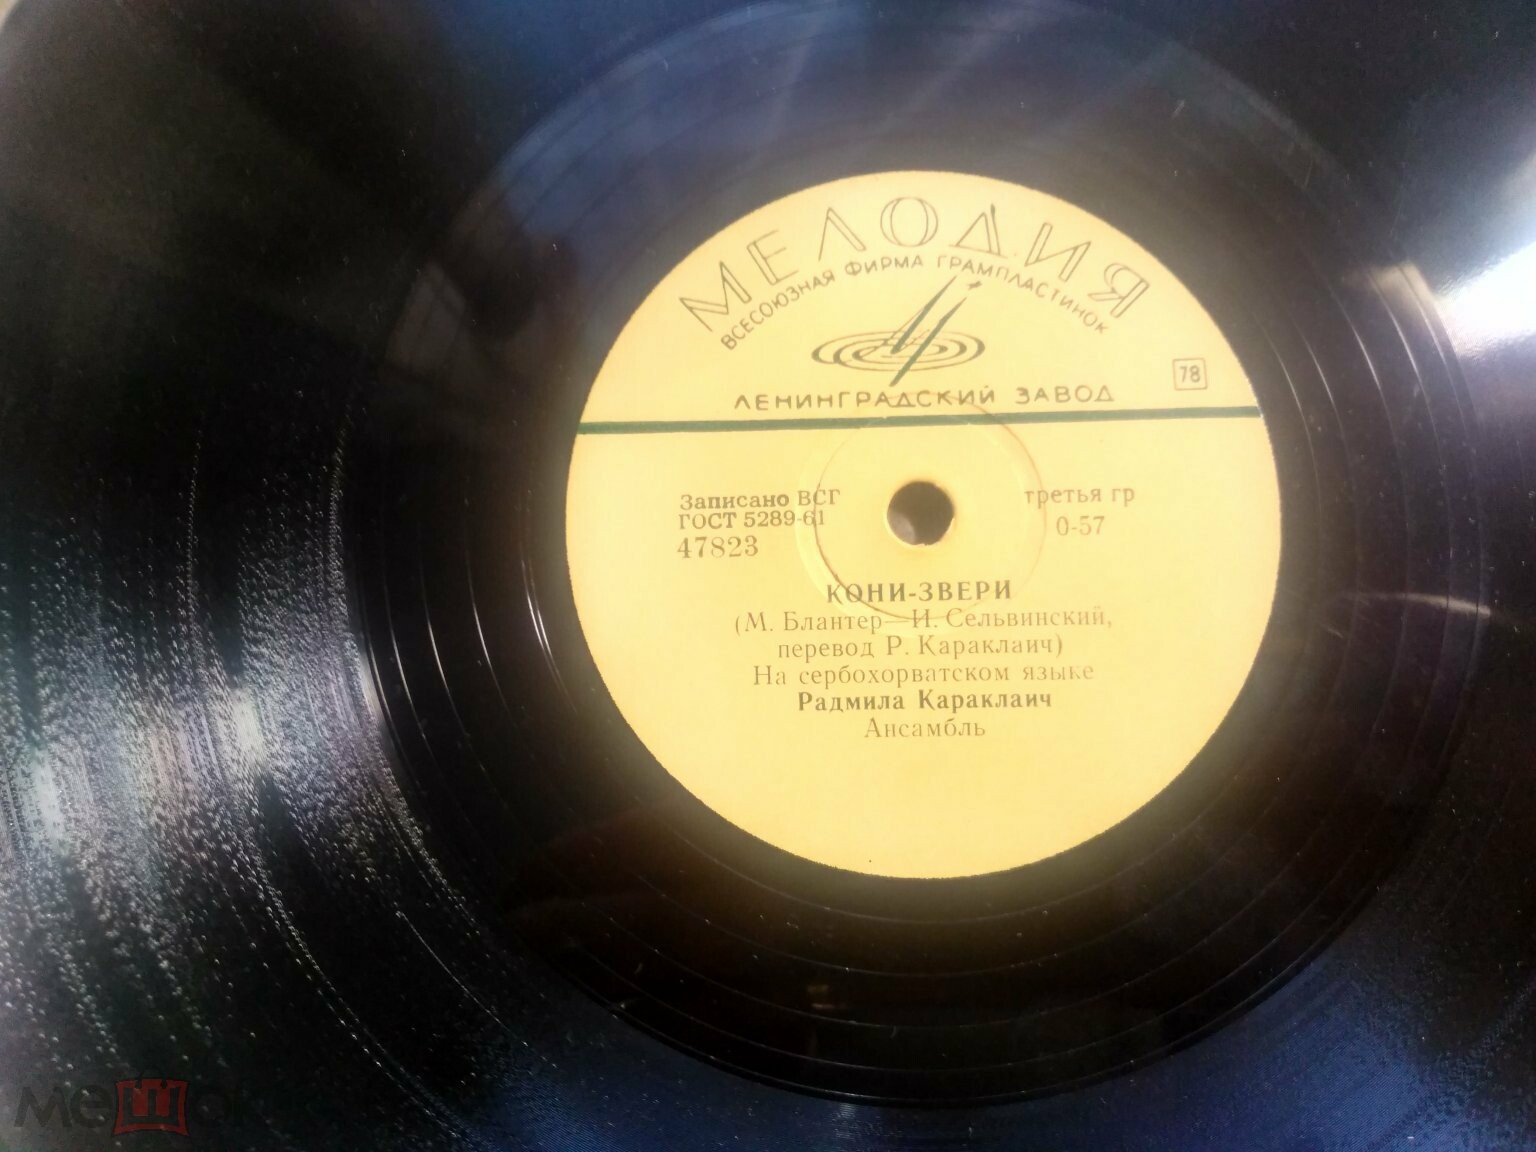 МЕЛОДИЯ
ВСЕСОЮЗНАЯ ФИРМА ГРАМПЛАСТИНОК
78
ЛЕНИНГРАДСКИЙ ЗАВОД
Записано ВСГ
ГОСТ 5289-61
47823
третья гр
0-57
КОНИ-ЗВЕРИ
(М. Блантер—И. Сельвинский,
перевод Р. Караклаич)
На сербохорватском языке
Радмила Караклаич
Ансамбль
мешок